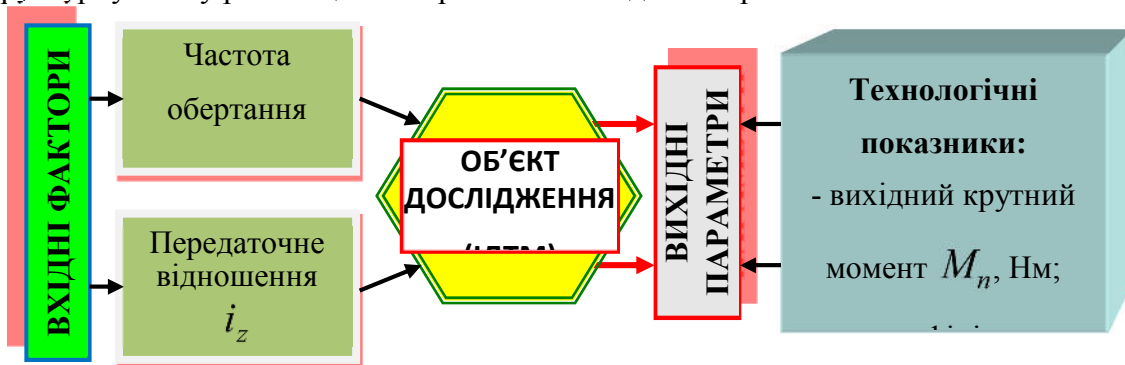 ВХІДНІ ФАКТОРИ
Частота
обертання
Передаточне
відношення
i_z
ОБ’ЄКТ
ДОСЛІДЖЕННЯ
ВИХІДНІ
ПАРАМЕТРИ
Технологічні
показники:
- вихідний крутний
момент M_n, Нм;